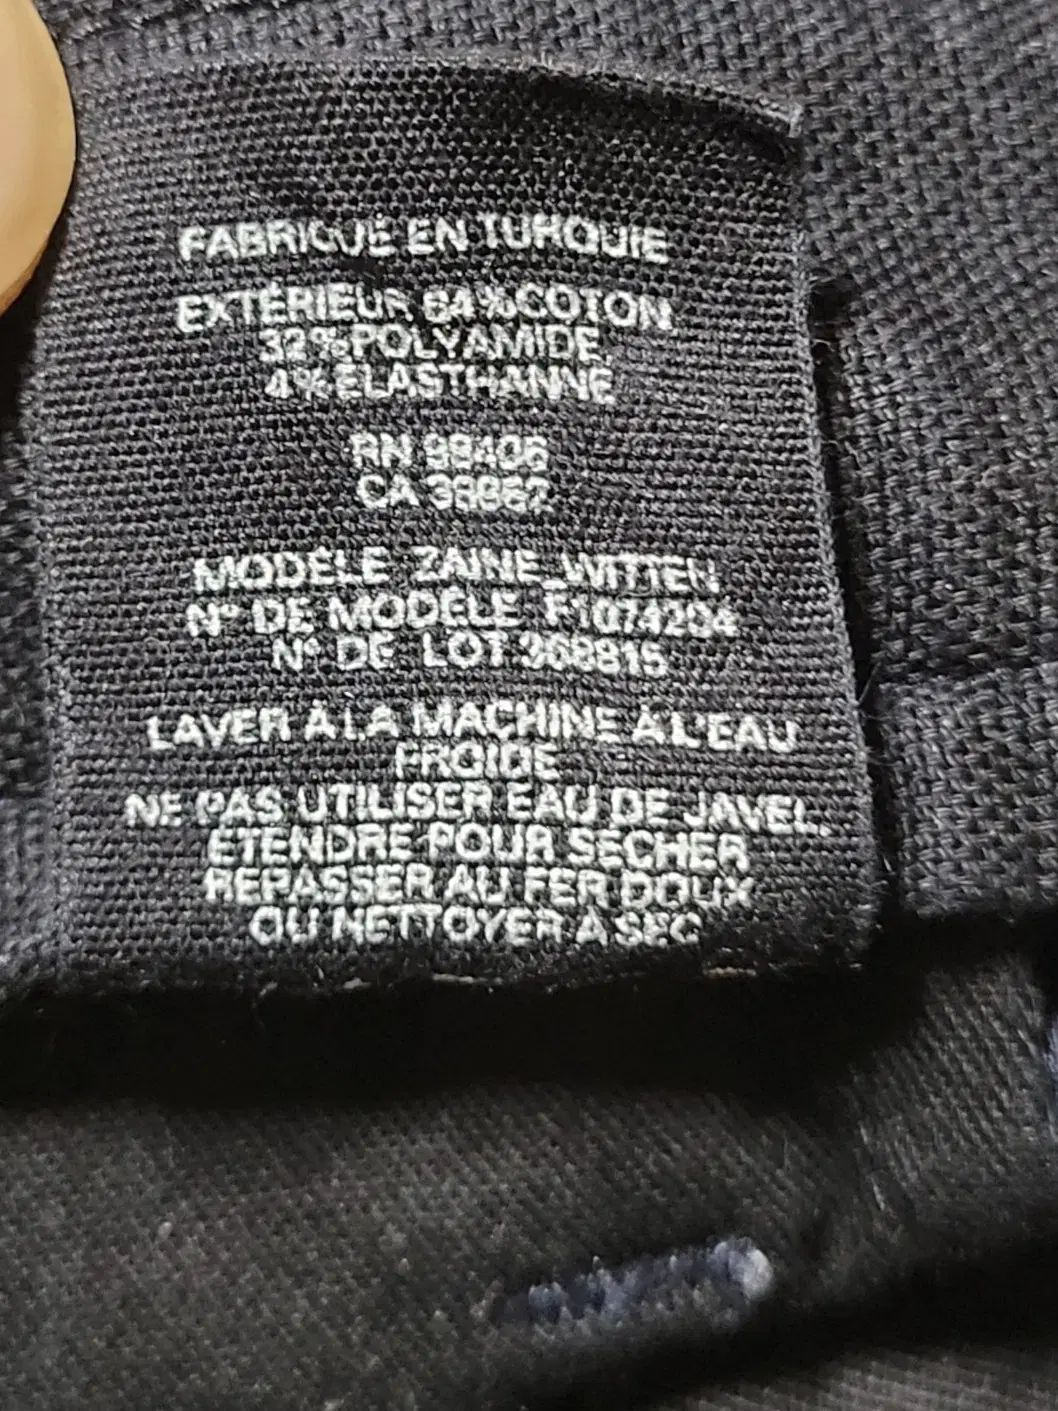 FABRIQUÉ EN TURQUIE
EXTÉRIEUR 64%COTON,
32%POLYAMIDE,
4%ÉLASTHANNE
RN 98406
CA 38867
MODÈLE ZAINE_WITTEN
N° DE MODÈLE F1074204
N° DE LOT 368815
LAVER À LA MACHINE À L'EAU
FROIDE
NE PAS UTILISER EAU DE JAVEL.
ÉTENDRE POUR SÉCHER
REPASSER AU FER DOUX
OU NETTOYER À SEC